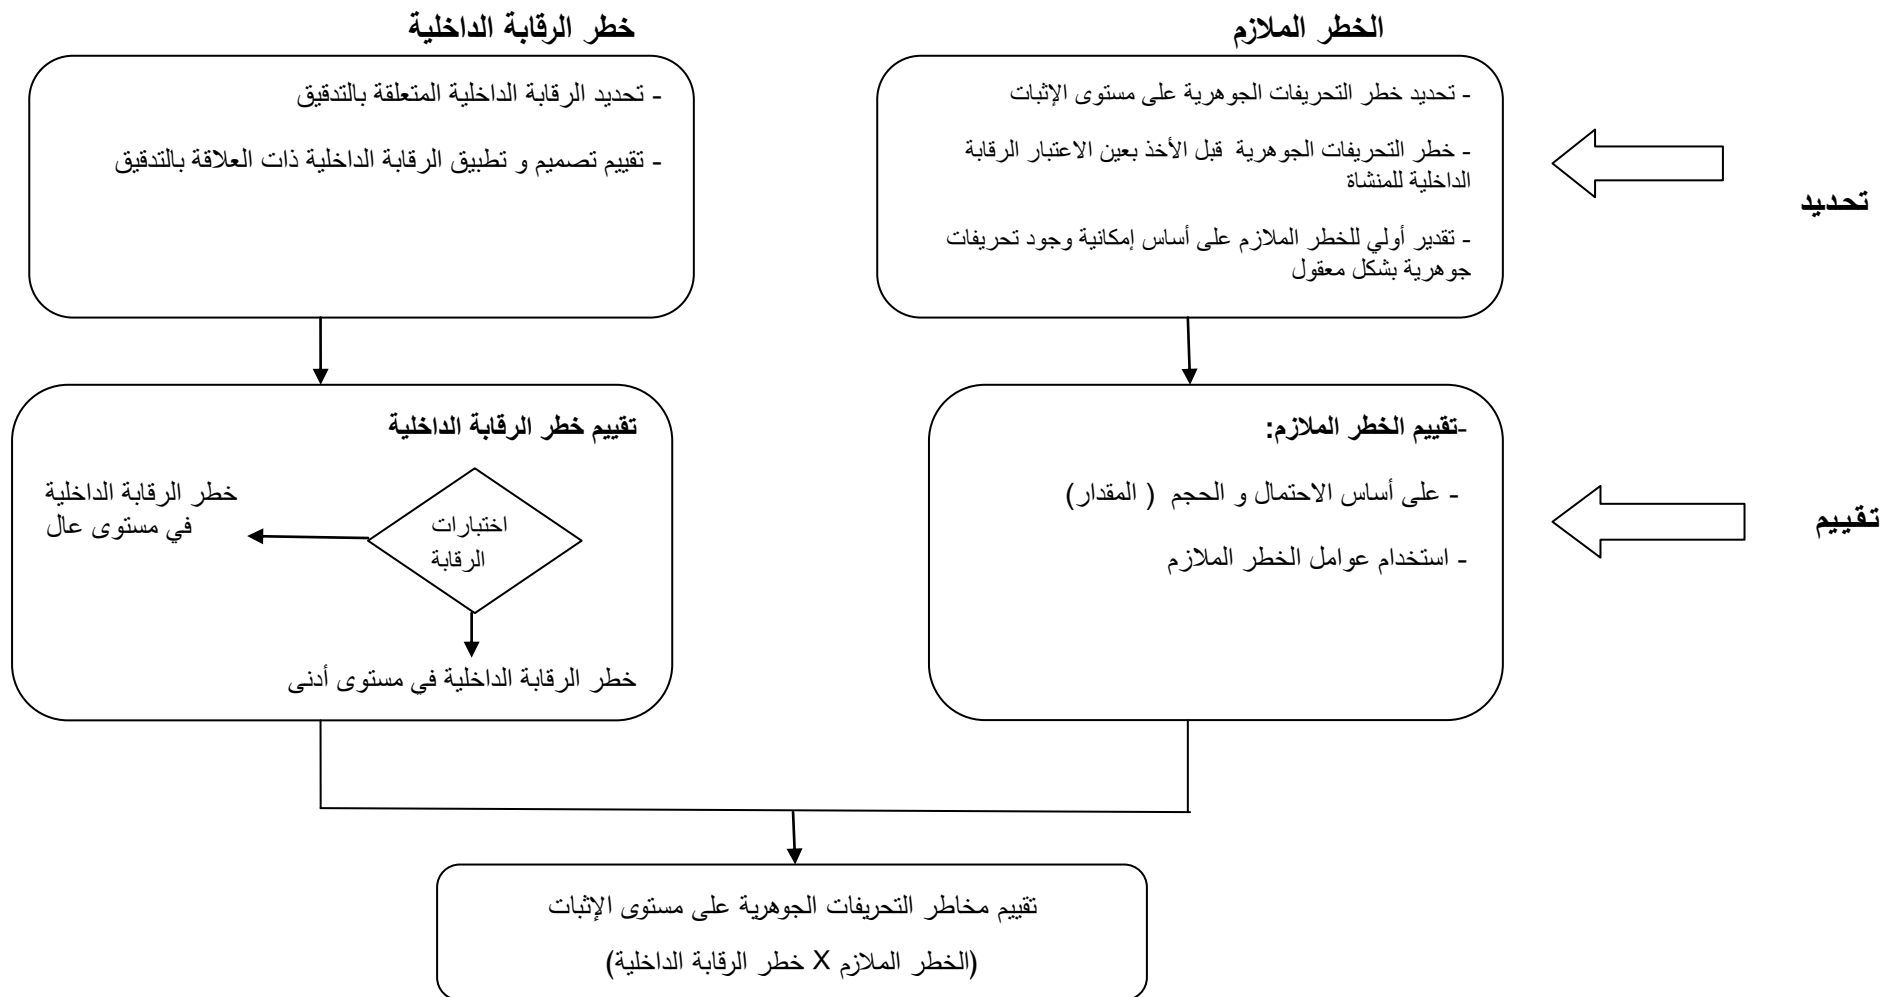 الخطر الملازم
- تحديد خطر التحريفات الجوهرية على مستوى الإثبات
- خطر التحريفات الجوهرية قبل الأخذ بعين الاعتبار الرقابة
الداخلية للمنشاة
- تقدير أولي للخطر الملازم على أساس إمكانية وجود تحريفات
جوهرية بشكل معقول
خطر الرقابة الداخلية
- تحديد الرقابة الداخلية المتعلقة بالتدقيق
- تقييم تصميم و تطبيق الرقابة الداخلية ذات العلاقة بالتدقيق
تحديد
-تقييم الخطر الملازم:
- على أساس الاحتمال و الحجم ( المقدار)
- استخدام عوامل الخطر الملازم
تقييم خطر الرقابة الداخلية
اختبارات
الرقابة
خطر الرقابة الداخلية
في مستوى عال
خطر الرقابة الداخلية في مستوى أدنى
تقييم
تقييم مخاطر التحريفات الجوهرية على مستوى الإثبات
(الخطر الملازم X خطر الرقابة الداخلية)